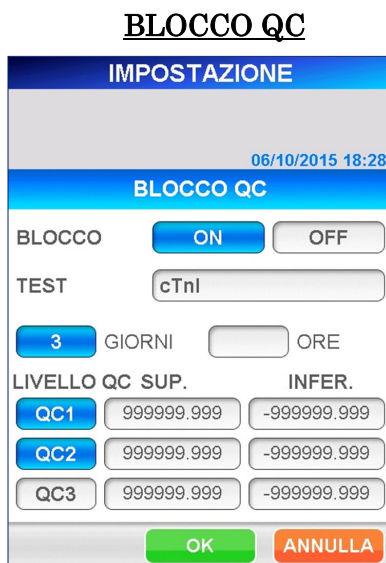 BLOCCO QC
IMPOSTAZIONE
06/10/2015 18:28
BLOCCO QC
BLOCCO ON OFF
TEST cTnI
3 GIORNI ORE
LIVELLO QC SUP. INFER.
QC1 999999.999 -999999.999
QC2 999999.999 -999999.999
QC3 999999.999 -999999.999
OK ANNULLA